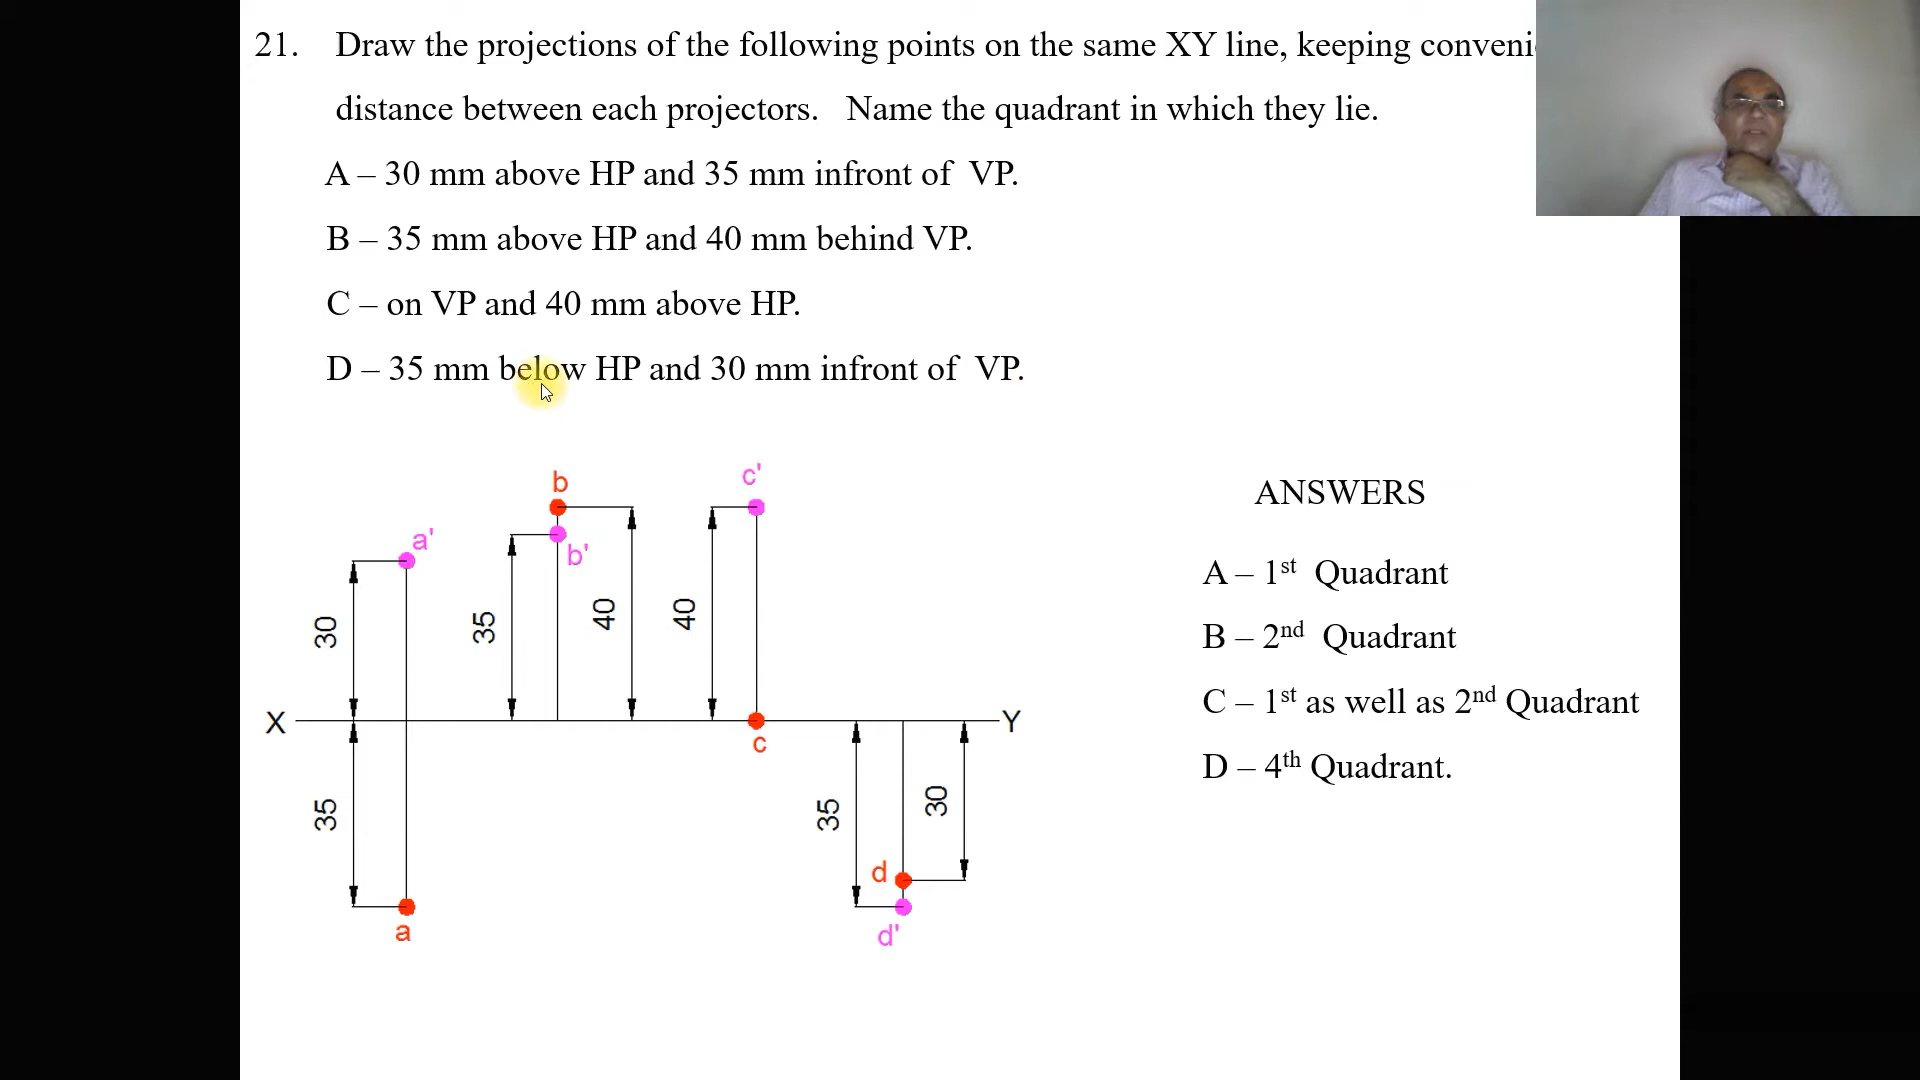 21. Draw the projections of the following points on the same XY line, keeping conveni
distance between each projectors. Name the quadrant in which they lie.
A – 30 mm above HP and 35 mm infront of VP.
B – 35 mm above HP and 40 mm behind VP.
C – on VP and 40 mm above HP.
D – 35 mm below HP and 30 mm infront of VP.
b
c'
a'
b'
30
35
40
40
X
Y
c
35
35
30
d
a
d'
ANSWERS
A – 1st Quadrant
B – 2nd Quadrant
C – 1st as well as 2nd Quadrant
D – 4th Quadrant.